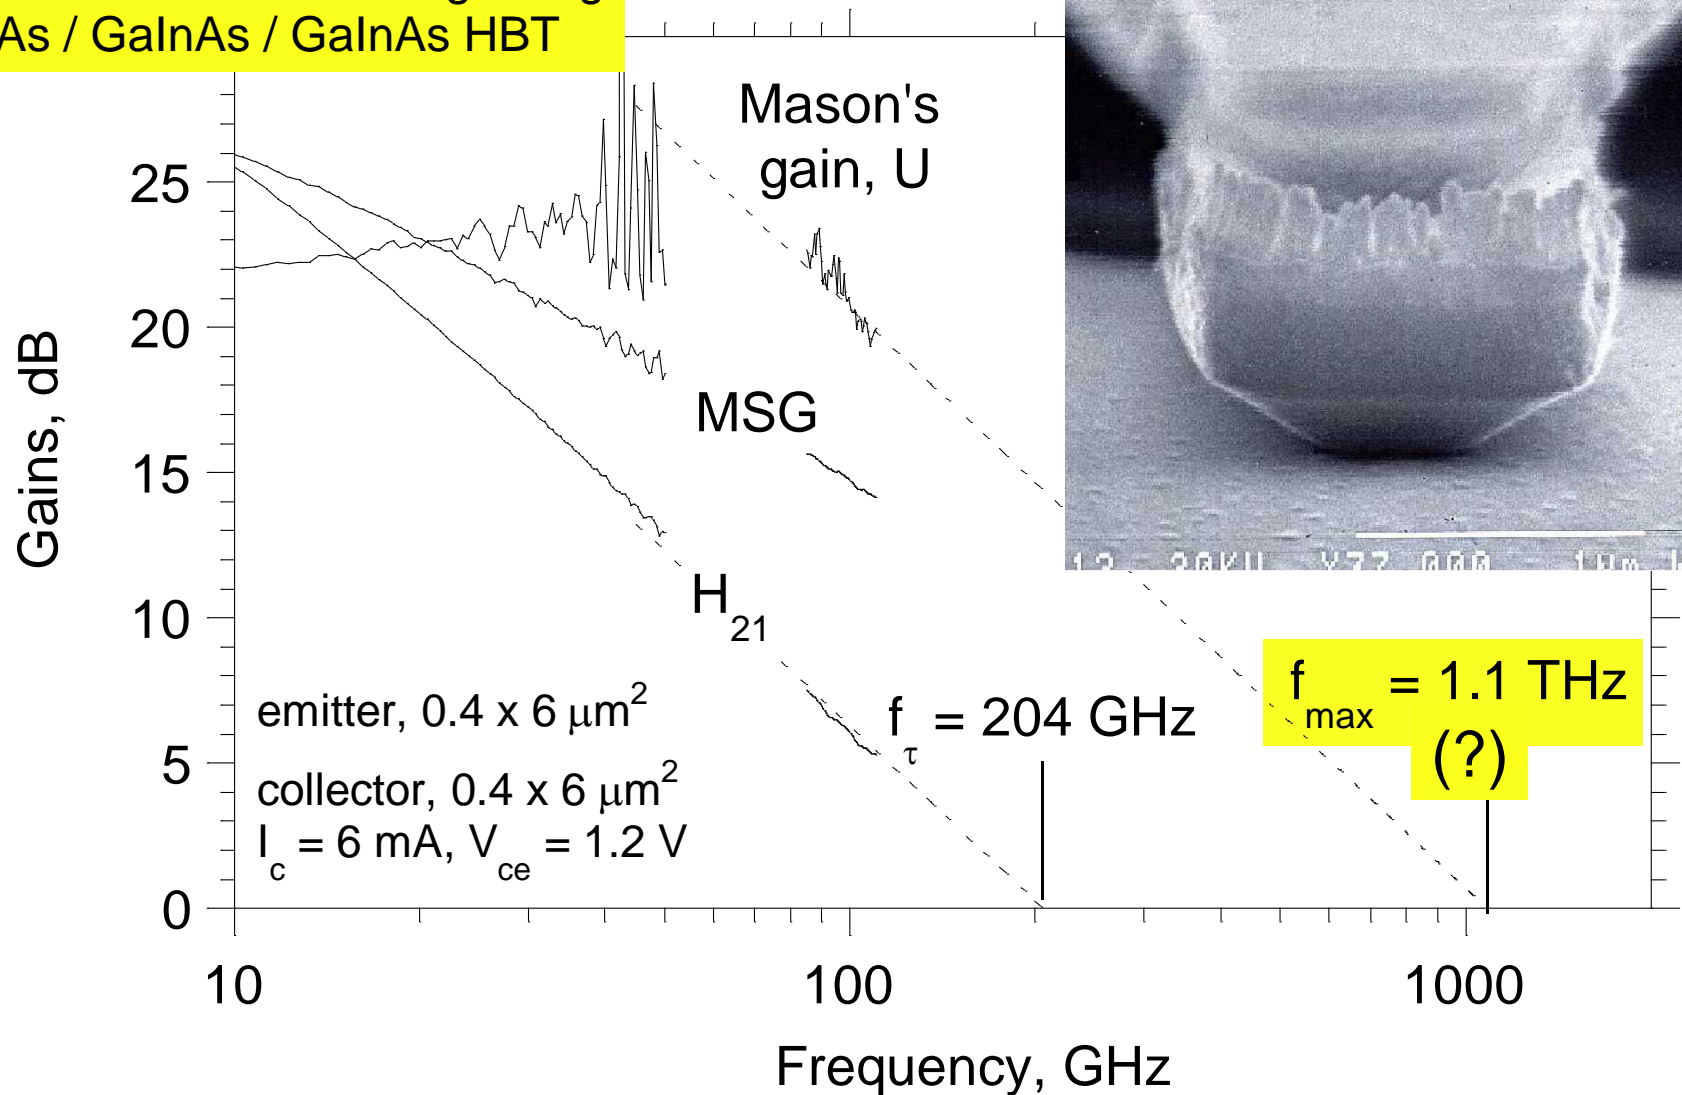 As / GaInAs / GaInAs HBT
Mason's
gain, U
25
20
15
10
5
0
Gains, dB
MSG
H21
emitter, 0.4 x 6 μm2
collector, 0.4 x 6 μm2
Ic = 6 mA, Vce = 1.2 V
fτ = 204 GHz
fmax = 1.1 THz
(?)
10
100
1000
Frequency, GHz